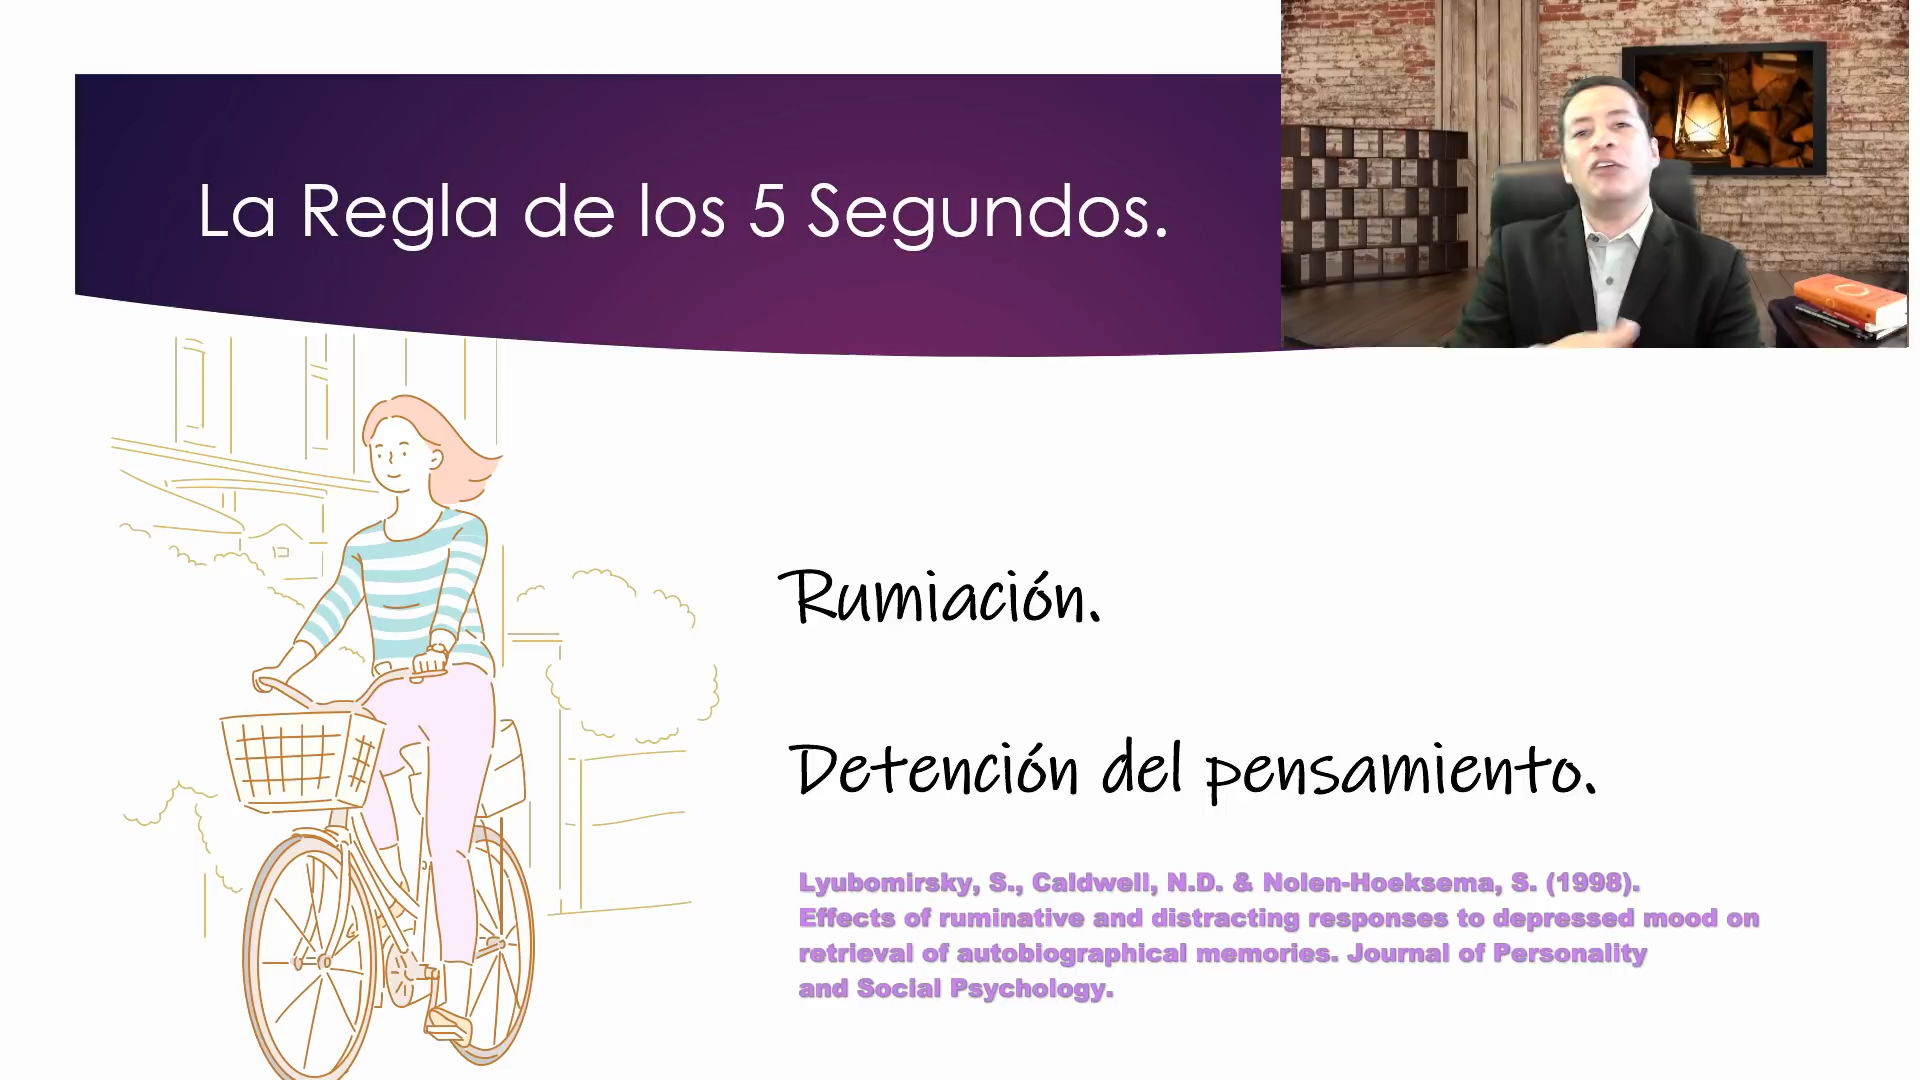 La Regla de los 5 Segundos.
Rumiación.
Detención del pensamiento.
Lyubomirsky, S., Caldwell, N.D. & Nolen-Hoeksema, S. (1998).
Effects of ruminative and distracting responses to depressed mood on
retrieval of autobiographical memories. Journal of Personality
and Social Psychology.